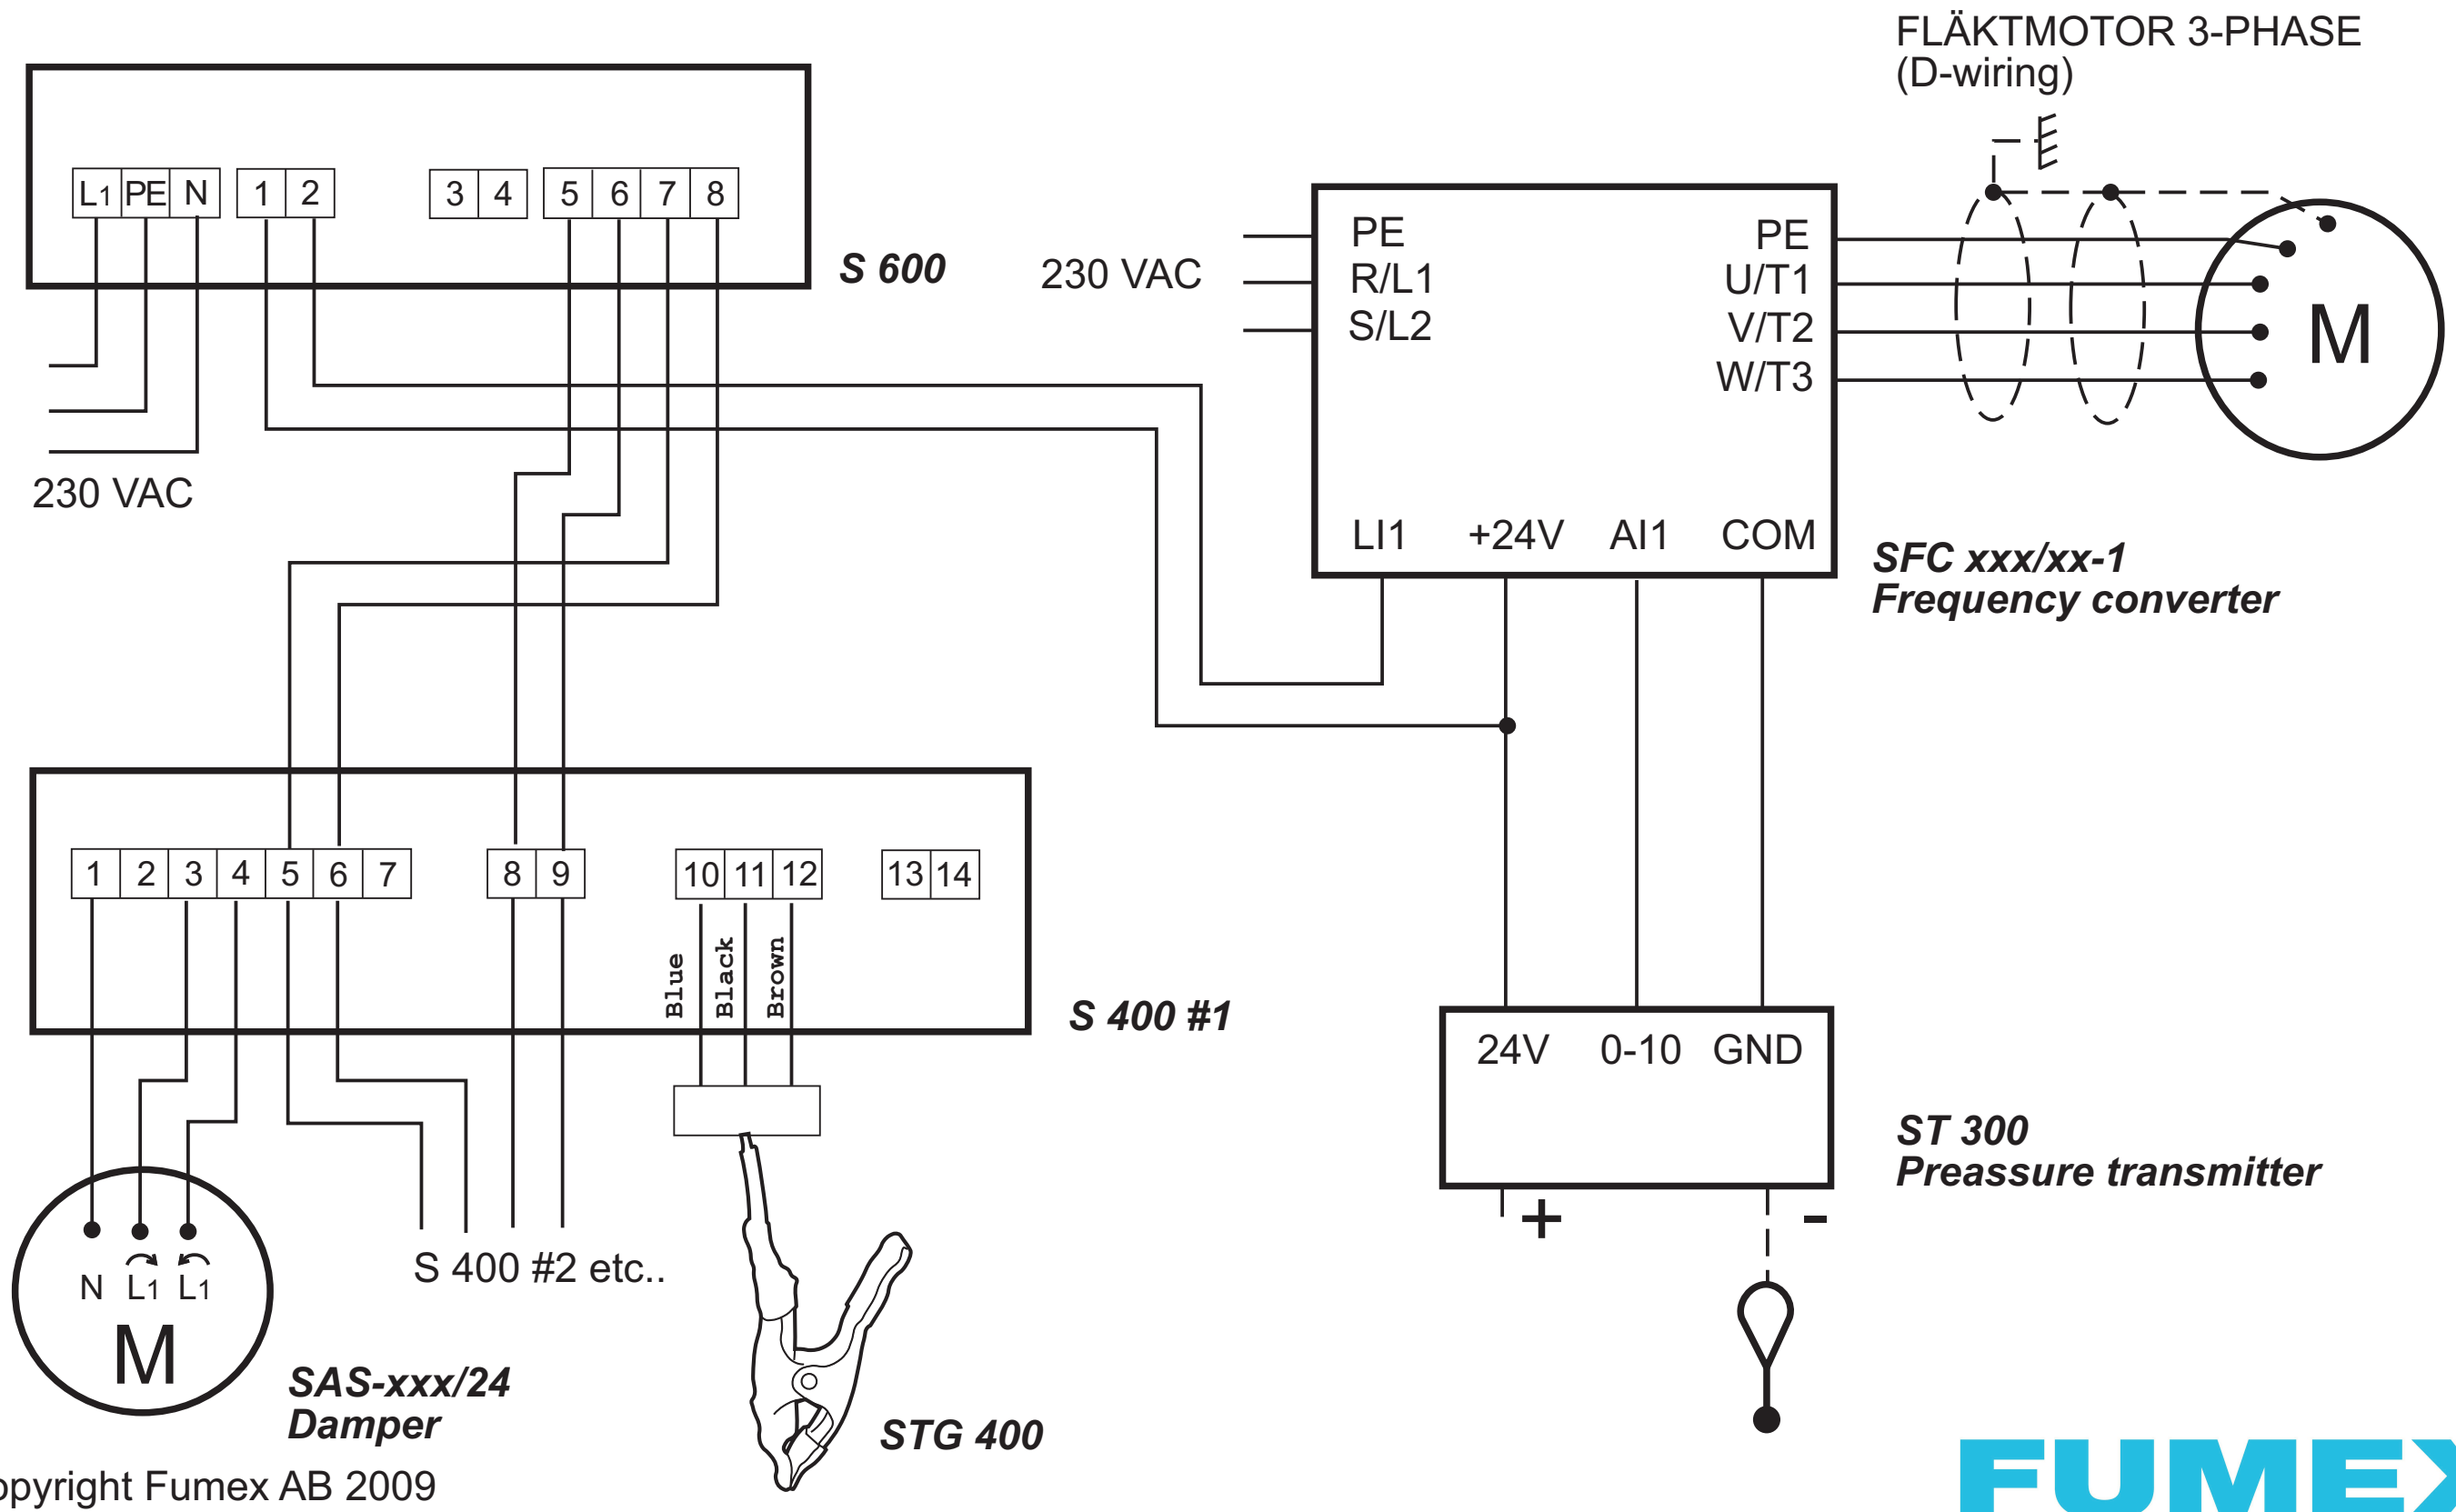 FLÄKTMOTOR 3-PHASE
(D-wiring)
L1 PE N 1 2 3 4 5 6 7 8
S 600
230 VAC
230 VAC
PE
R/L1
S/L2
PE
U/T1
V/T2
W/T3
M
LI1 +24V AI1 COM
SFC xxx/xx-1
Frequency converter
1 2 3 4 5 6 7 8 9 10 11 12 13 14
Blue
Black
Brown
S 400 #1
24V 0-10 GND
+ -
ST 300
Preassure transmitter
S 400 #2 etc..
N L1 L1
M
SAS-xxx/24
Damper
STG 400
opyright Fumex AB 2009
FUMEX